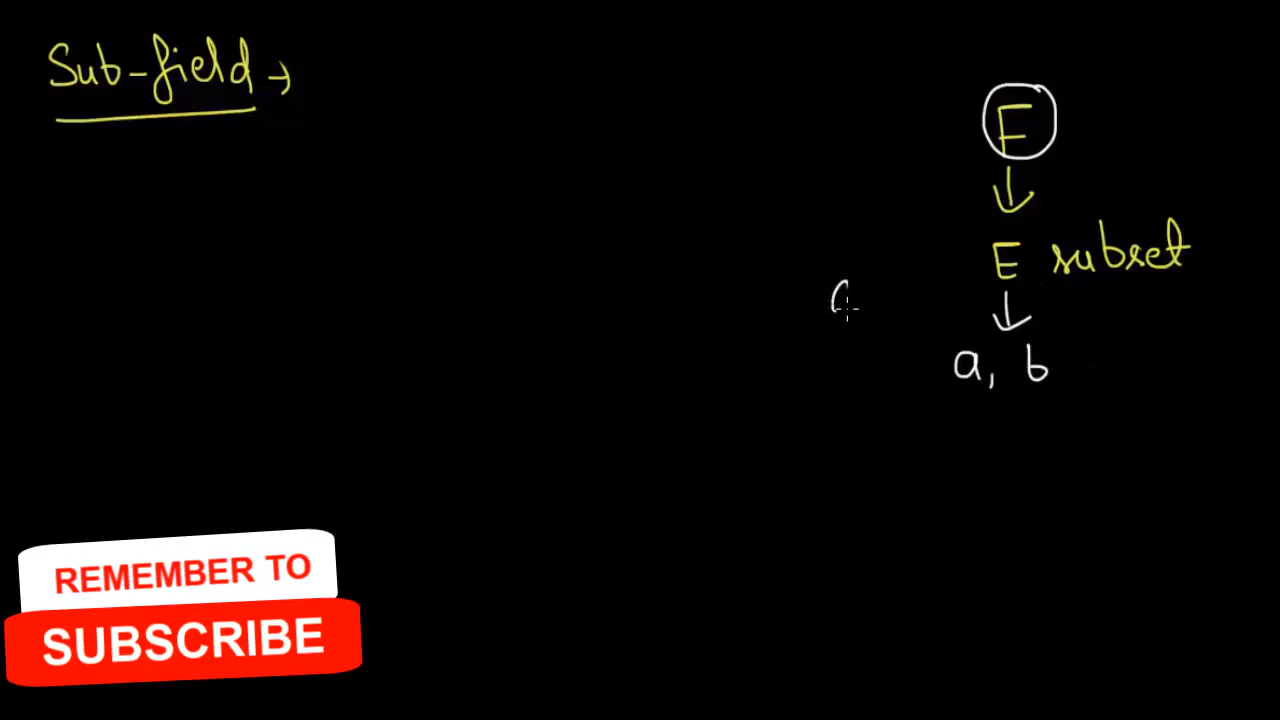 Sub-field →
F
↓
E subset
↓
a, b
REMEMBER TO
SUBSCRIBE